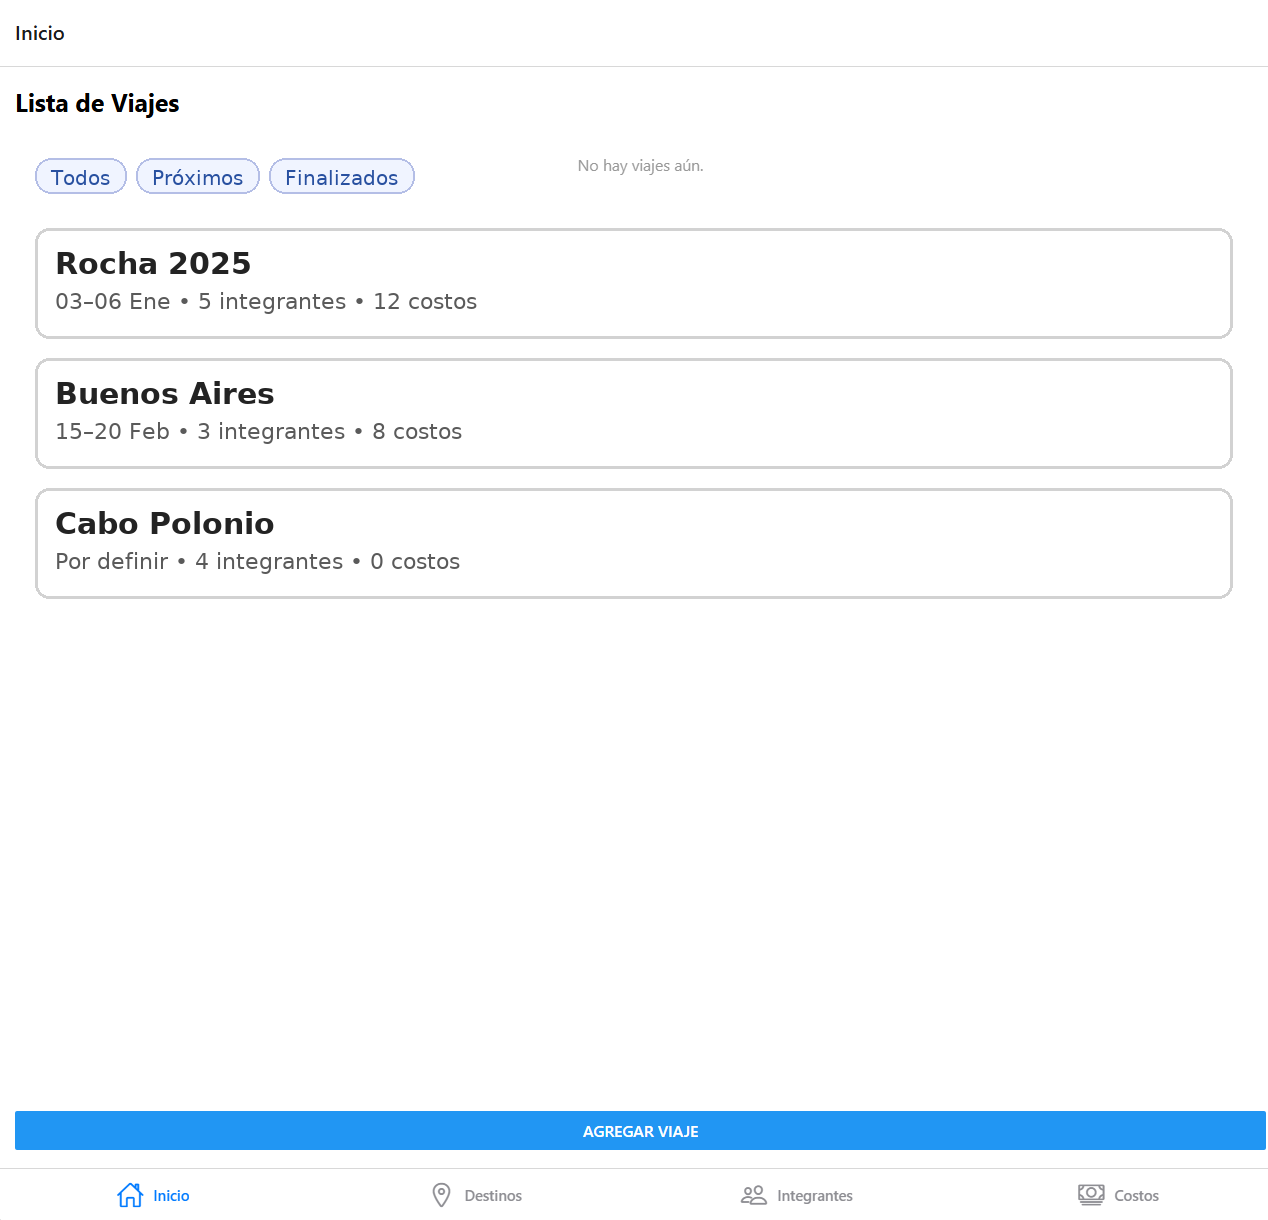 Inicio
Lista de Viajes
Todos Próximos Finalizados No hay viajes aún.
Rocha 2025
03–06 Ene • 5 integrantes • 12 costos
Buenos Aires
15–20 Feb • 3 integrantes • 8 costos
Cabo Polonio
Por definir • 4 integrantes • 0 costos
AGREGAR VIAJE
Inicio Destinos Integrantes Costos